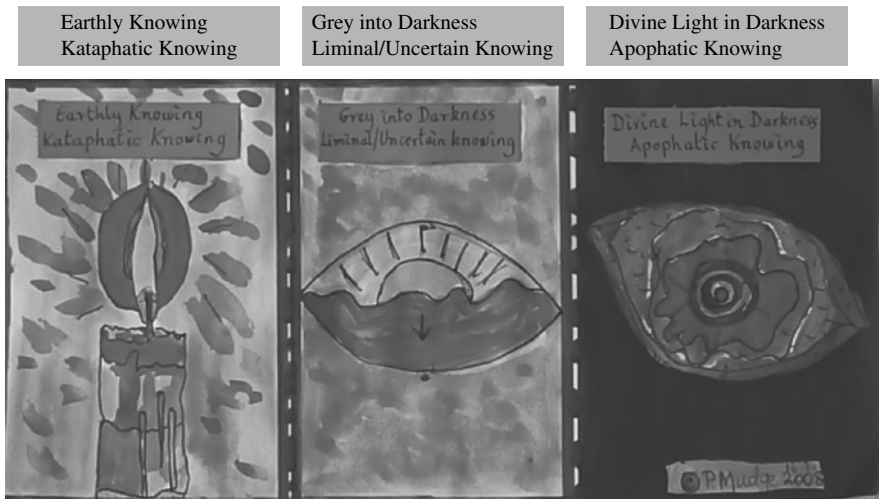 Earthly Knowing
Kataphatic Knowing
Grey into Darkness
Liminal/Uncertain Knowing
Divine Light in Darkness
Apophatic Knowing
Earthly Knowing
Kataphatic Knowing
Grey into Darkness
Liminal/Uncertain knowing
Divine Light in Darkness
Apophatic Knowing
© P. Mudge 2008